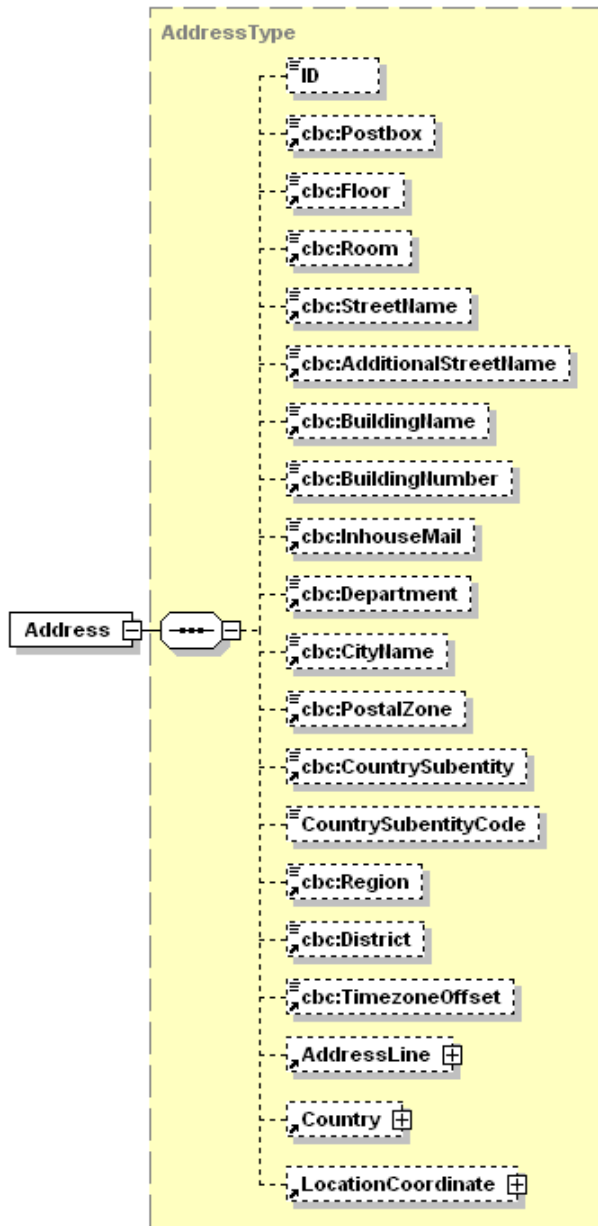 AddressType
ID
cbc:Postbox
cbc:Floor
cbc:Room
cbc:StreetName
cbc:AdditionalStreetName
cbc:BuildingName
cbc:BuildingNumber
cbc:InhouseMail
cbc:Department
Address
cbc:CityName
cbc:PostalZone
cbc:CountrySubentity
CountrySubentityCode
cbc:Region
cbc:District
cbc:TimezoneOffset
AddressLine
Country
LocationCoordinate